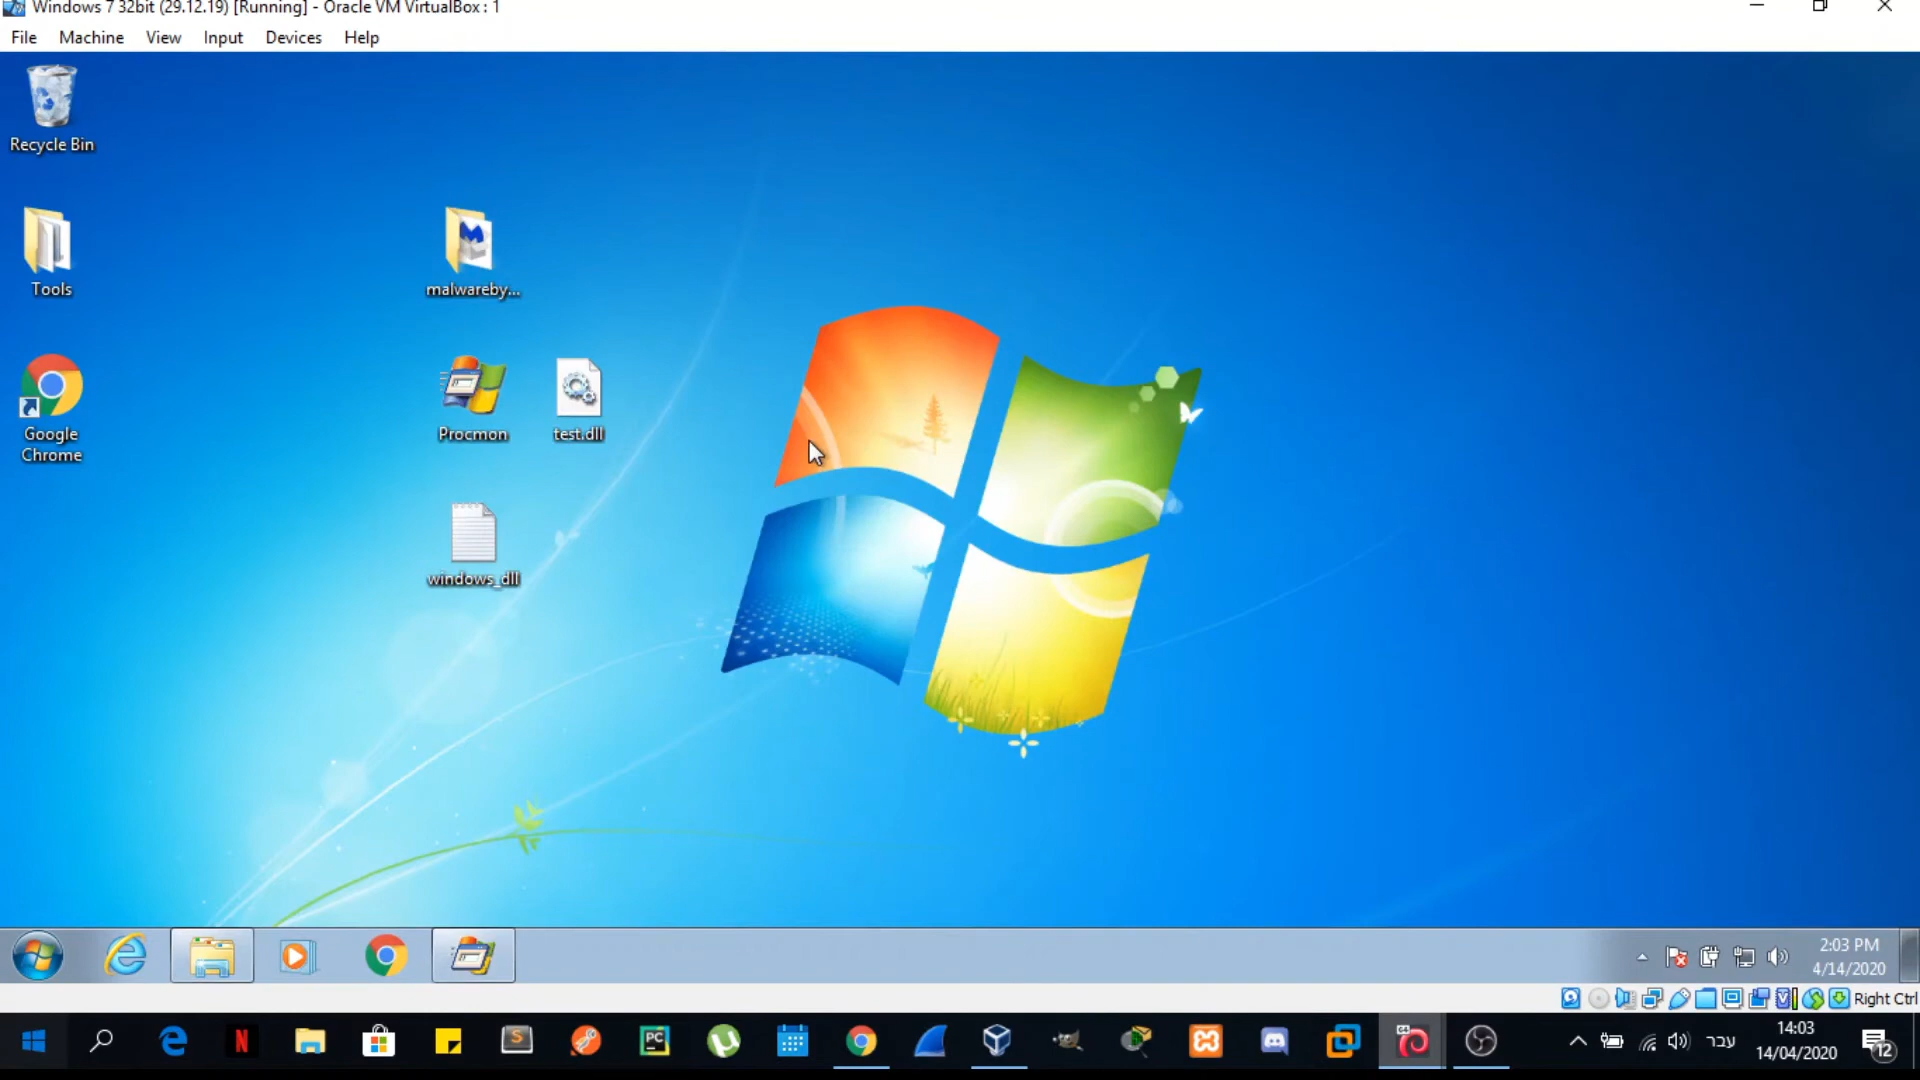 Windows 7 32bit (29.12.19) [Running] - Oracle VM VirtualBox : 1
File Machine View Input Devices Help
Recycle Bin
Tools
malwareby...
Google
Chrome
Procmon
test.dll
windows_dll
2:03 PM
4/14/2020
Right Ctrl
N
S
PC
64
עבר
14:03
14/04/2020
12